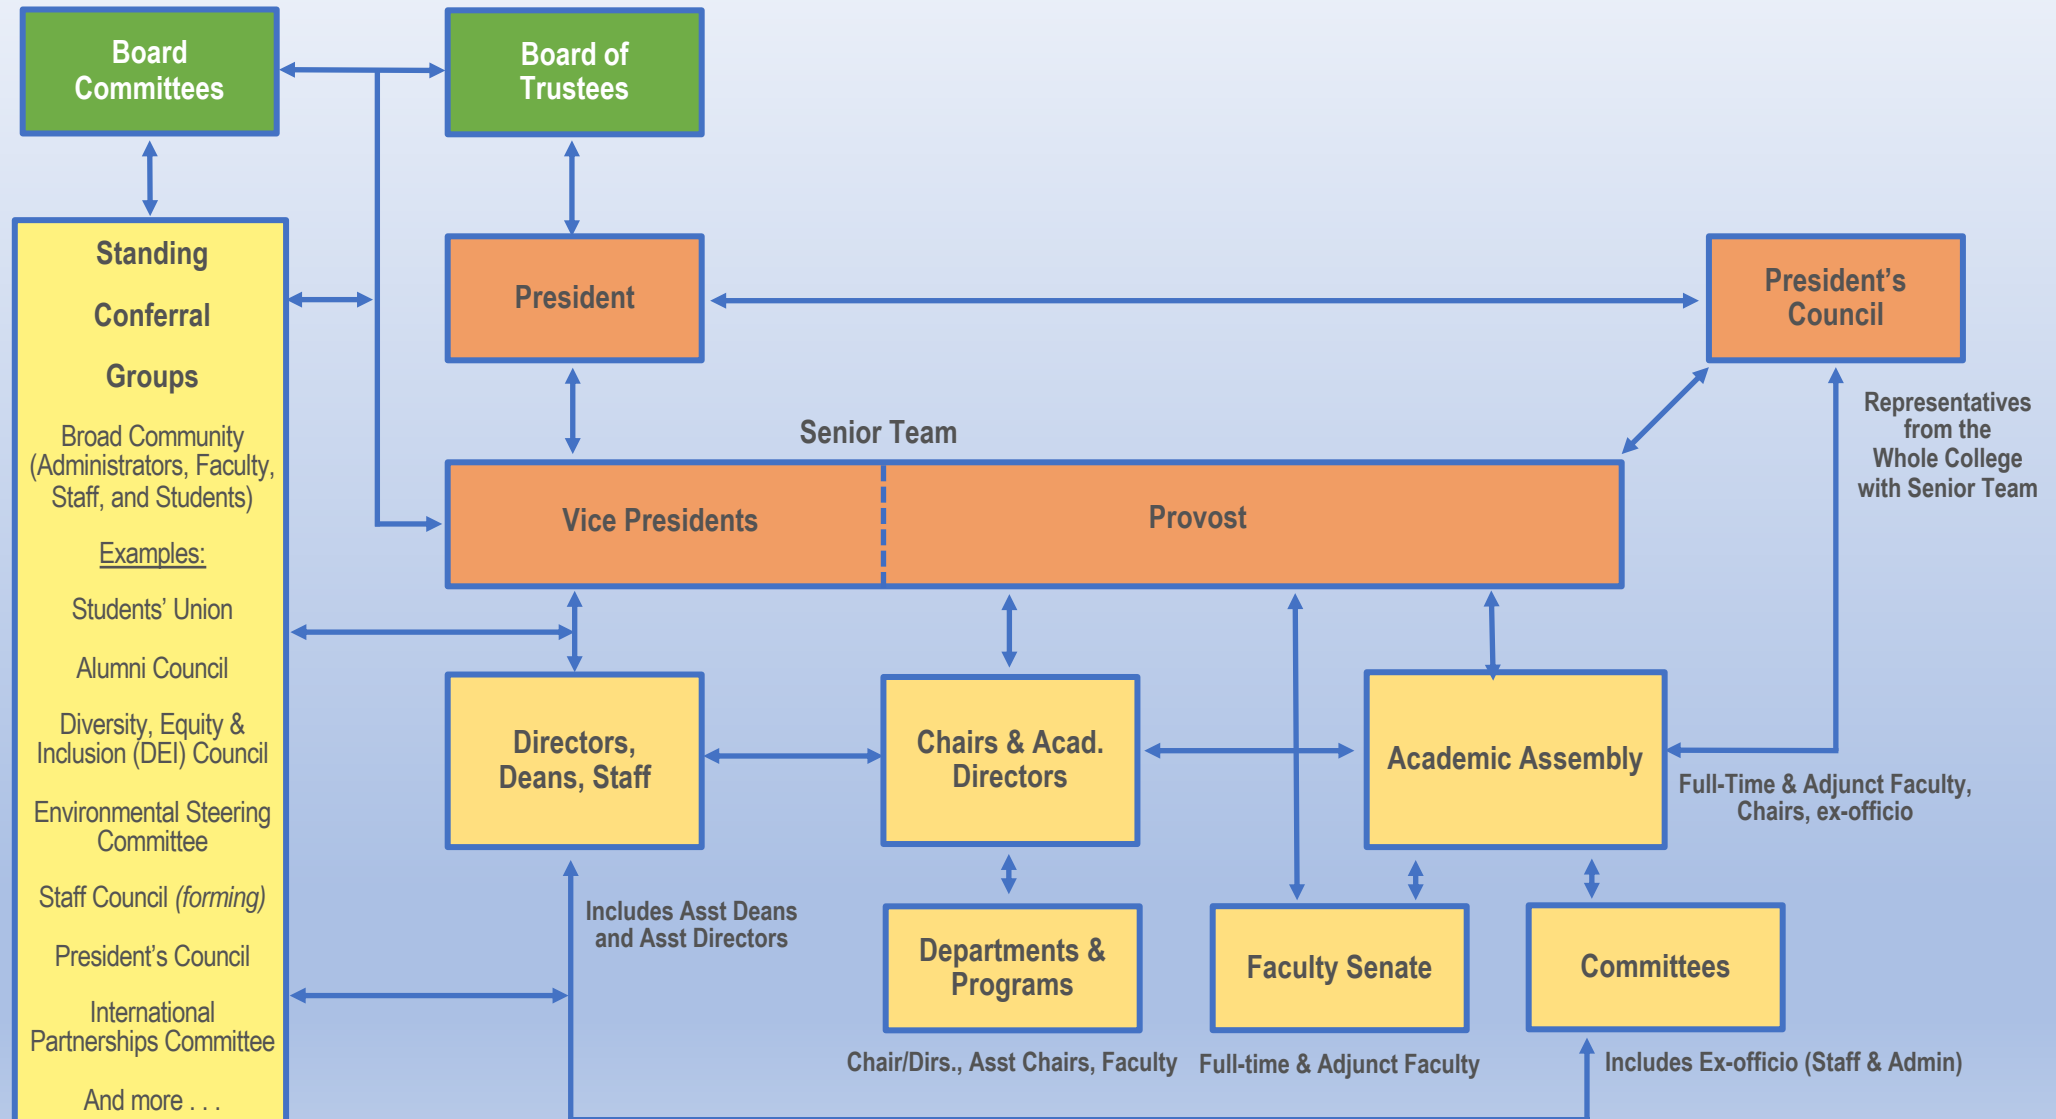 Board
Committees
Board of
Trustees
Standing
Conferral
Groups
Broad Community
(Administrators, Faculty,
Staff, and Students)
Examples:
Students’ Union
Alumni Council
Diversity, Equity &
Inclusion (DEI) Council
Environmental Steering
Committee
Staff Council (forming)
President’s Council
International
Partnerships Committee
And more . . .
President
President’s
Council
Representatives
from the
Whole College
with Senior Team
Senior Team
Vice Presidents
Provost
Directors,
Deans, Staff
Chairs & Acad.
Directors
Academic Assembly
Full-Time & Adjunct Faculty,
Chairs, ex-officio
Includes Asst Deans
and Asst Directors
Departments &
Programs
Faculty Senate
Committees
Chair/Dirs., Asst Chairs, Faculty
Full-time & Adjunct Faculty
Includes Ex-officio (Staff & Admin)